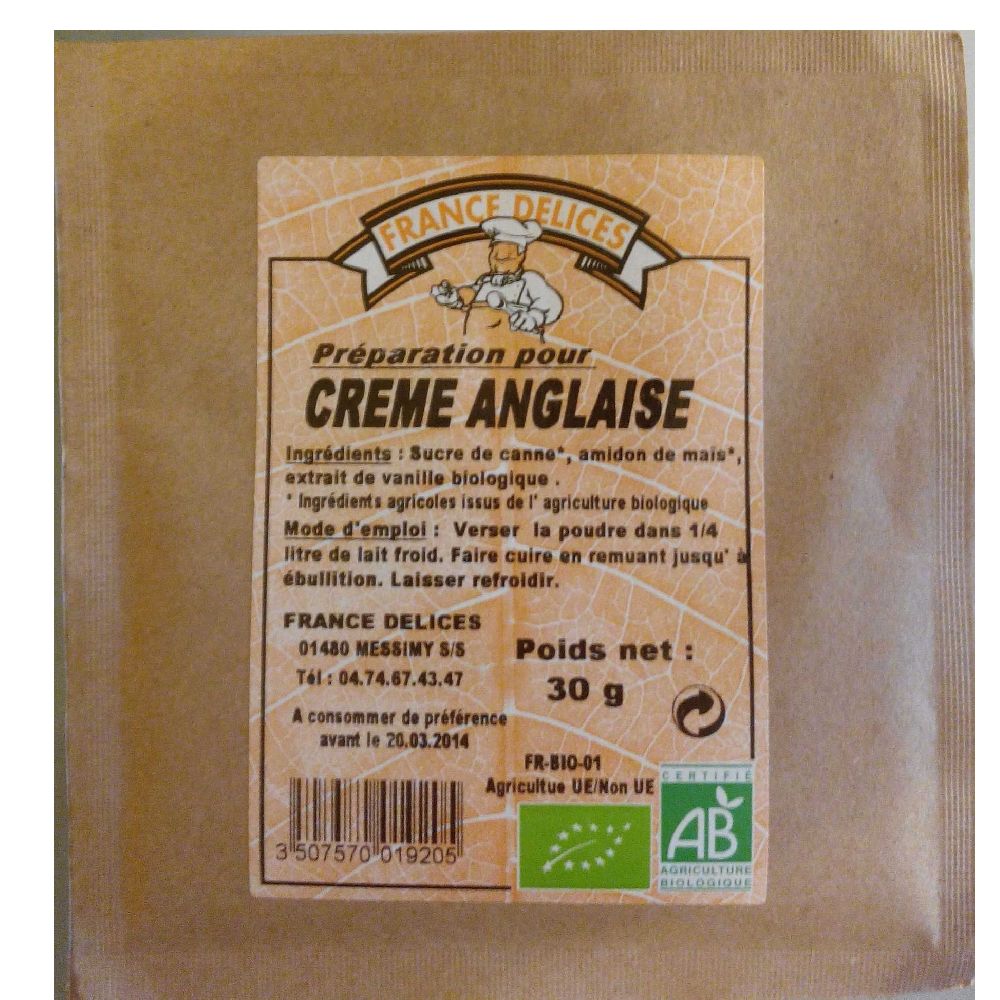 FRANCE DELICES
Préparation pour
CREME ANGLAISE
Ingrédients : Sucre de canne*, amidon de maïs*,
extrait de vanille biologique .
* Ingrédients agricoles issus de l' agriculture biologique
Mode d'emploi : Verser la poudre dans 1/4
litre de lait froid. Faire cuire en remuant jusqu' à
ébullition. Laisser refroidir.
FRANCE DELICES
01480 MESSIMY S/S
Tél : 04.74.67.43.47
Poids net :
30 g
A consommer de préférence
avant le 20.03.2014
FR-BIO-01
Agricultue UE/Non UE
3 507570 019205
CERTIFIÉ
AB
AGRICULTURE
BIOLOGIQUE